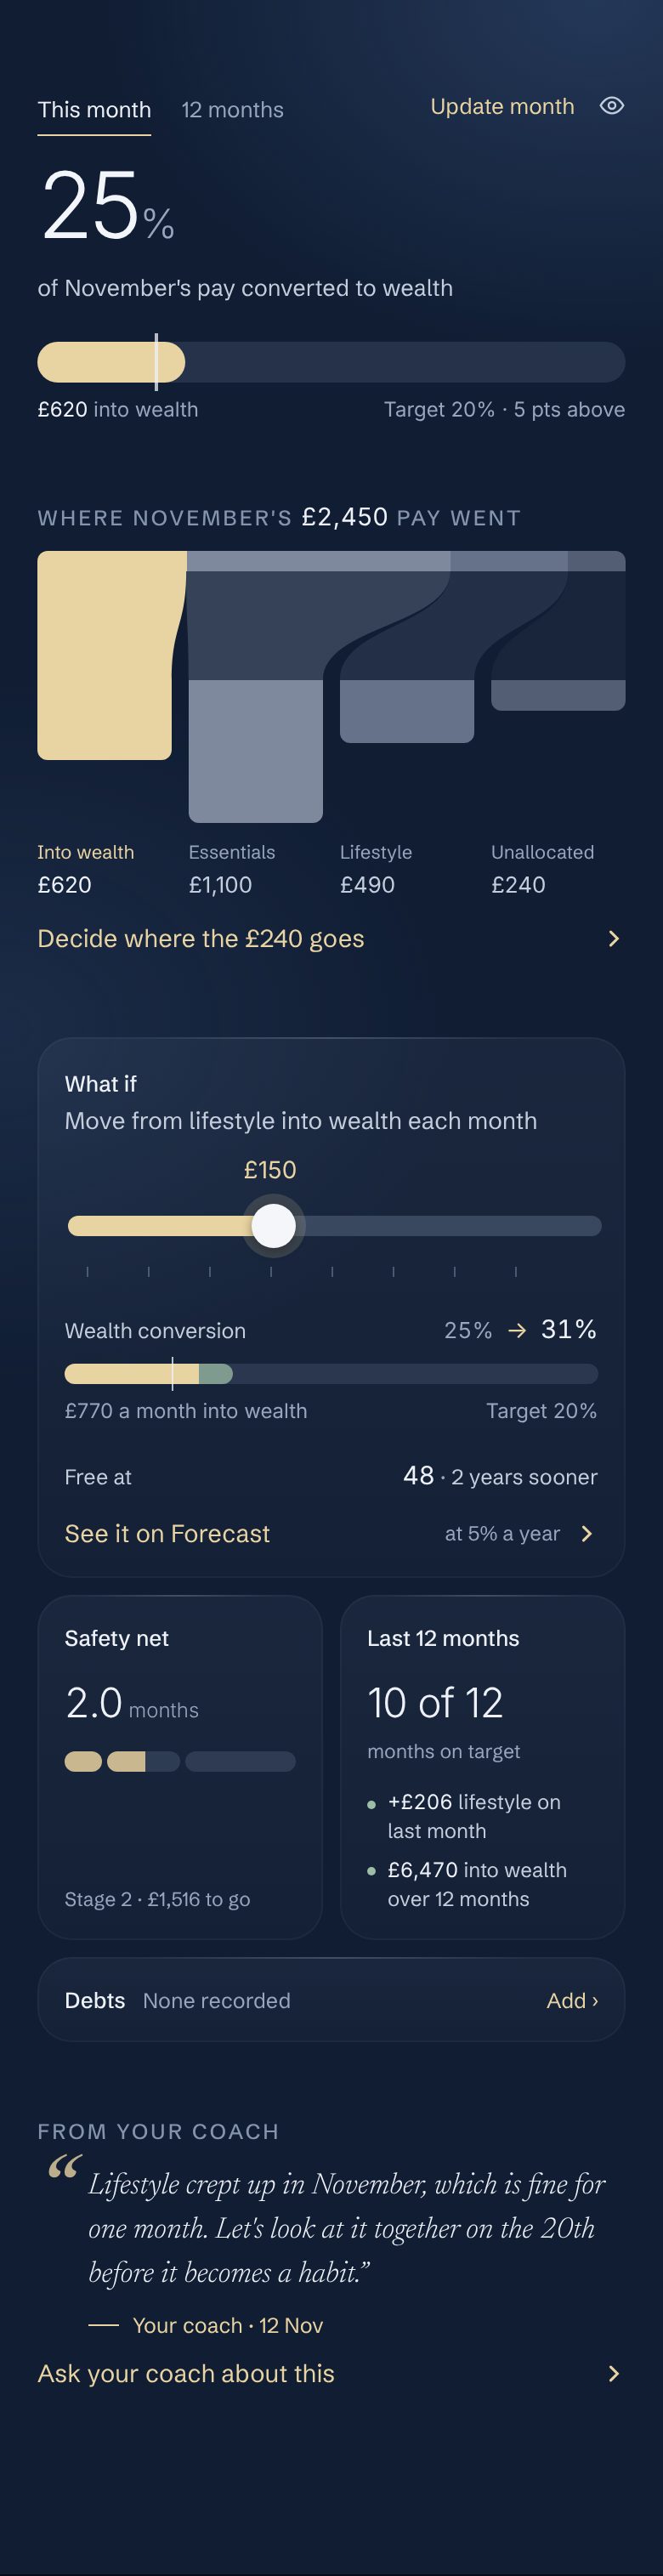 This month 12 months Update month
25%
of November's pay converted to wealth
£620 into wealth Target 20% · 5 pts above
WHERE NOVEMBER'S £2,450 PAY WENT
Into wealth Essentials Lifestyle Unallocated
£620 £1,100 £490 £240
Decide where the £240 goes
What if
Move from lifestyle into wealth each month
£150
Wealth conversion 25% → 31%
£770 a month into wealth Target 20%
Free at 48 · 2 years sooner
See it on Forecast at 5% a year
Safety net
2.0 months
Stage 2 · £1,516 to go
Last 12 months
10 of 12
months on target
+£206 lifestyle on
last month
£6,470 into wealth
over 12 months
Debts None recorded Add ›
FROM YOUR COACH
“Lifestyle crept up in November, which is fine for
one month. Let's look at it together on the 20th
before it becomes a habit.”
— Your coach · 12 Nov
Ask your coach about this